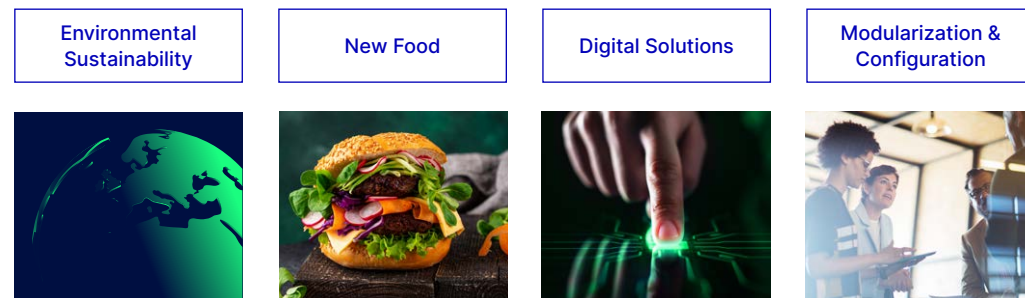 Environmental
Sustainability
New Food
Digital Solutions
Modularization &
Configuration